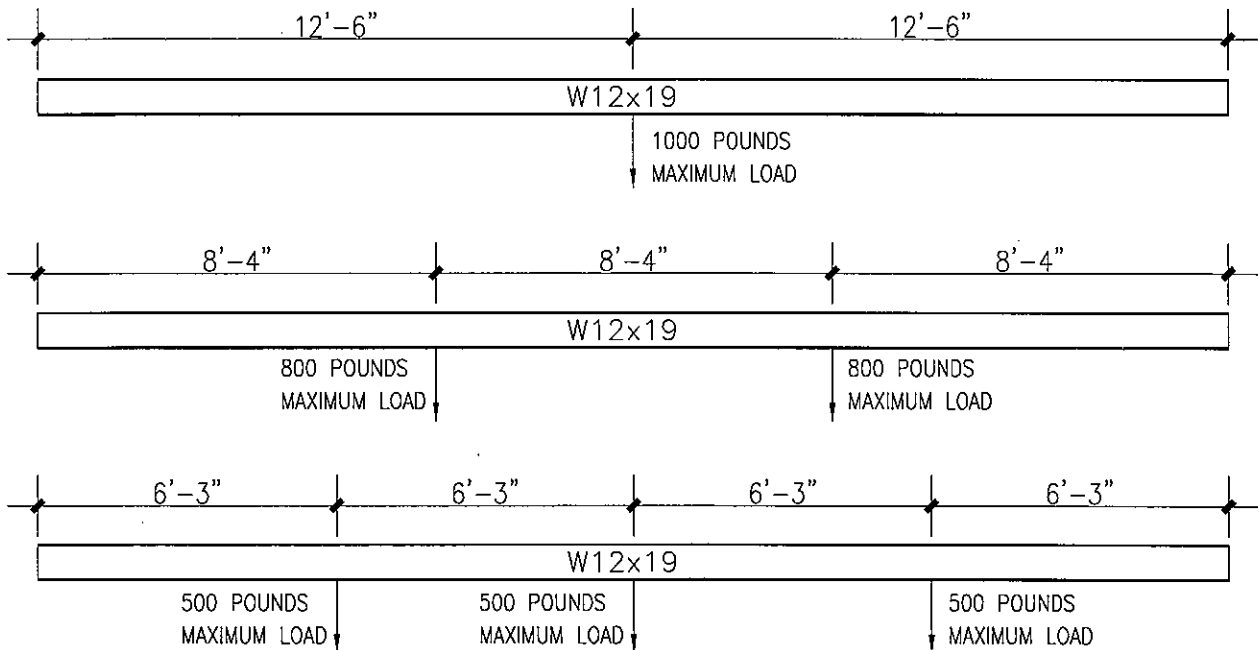 12'-6" 12'-6"
W12x19
1000 POUNDS
MAXIMUM LOAD
8'-4" 8'-4" 8'-4"
W12x19
800 POUNDS
MAXIMUM LOAD
800 POUNDS
MAXIMUM LOAD
6'-3" 6'-3" 6'-3" 6'-3"
W12x19
500 POUNDS
MAXIMUM LOAD
500 POUNDS
MAXIMUM LOAD
500 POUNDS
MAXIMUM LOAD